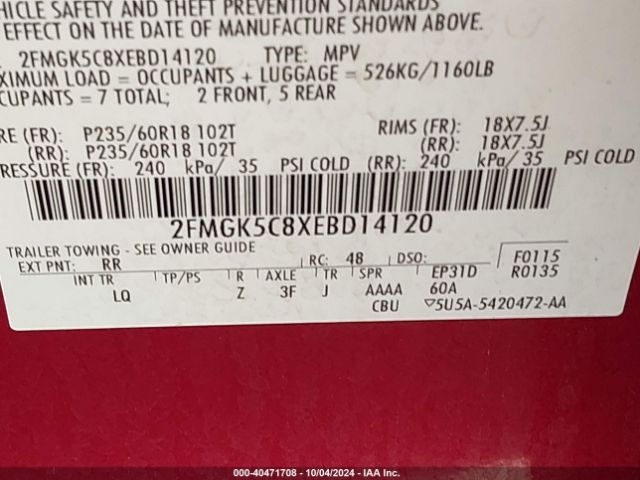 VEHICLE SAFETY AND THEFT PREVENTION STANDARDS
EFFECT ON THE DATE OF MANUFACTURE SHOWN ABOVE.
2FMGK5C8XEBD14120 TYPE: MPV
XIMUM LOAD = OCCUPANTS + LUGGAGE = 526KG/1160LB
CUPANTS = 7 TOTAL; 2 FRONT, 5 REAR
RE (FR): P235/60R18 102T RIMS (FR): 18X7.5J
(RR): P235/60R18 102T (RR): 18X7.5J
ESSURE (FR): 240 kPa/ 35 PSI COLD (RR): 240 kPa/ 35 PSI COLD
2FMGK5C8XEBD14120
TRAILER TOWING - SEE OWNER GUIDE
EXT PNT: RR RC: 48 DSO: F0115
INT TR TP/PS R AXLE TR SPR EP31D R0135
LQ Z 3F J AAAA 60A
CBU ▽5U5A-5420472-AA
000-40471708 - 10/04/2024 - IAA Inc.